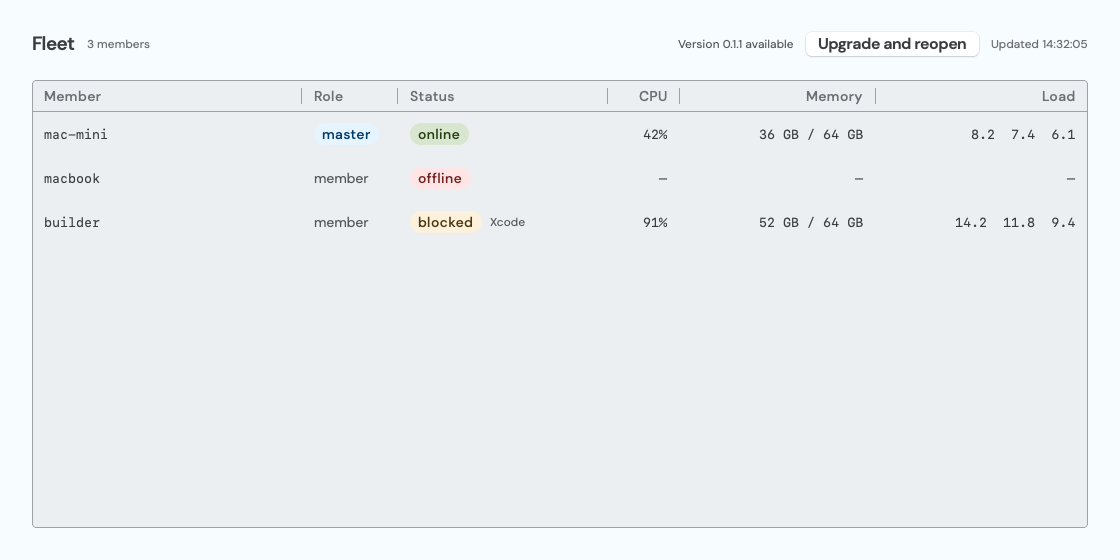 Fleet 3 members Version 0.1.1 available Upgrade and reopen Updated 14:32:05
Member Role Status CPU Memory Load
mac-mini master online 42% 36 GB / 64 GB 8.2 7.4 6.1
macbook member offline — — —
builder member blocked Xcode 91% 52 GB / 64 GB 14.2 11.8 9.4